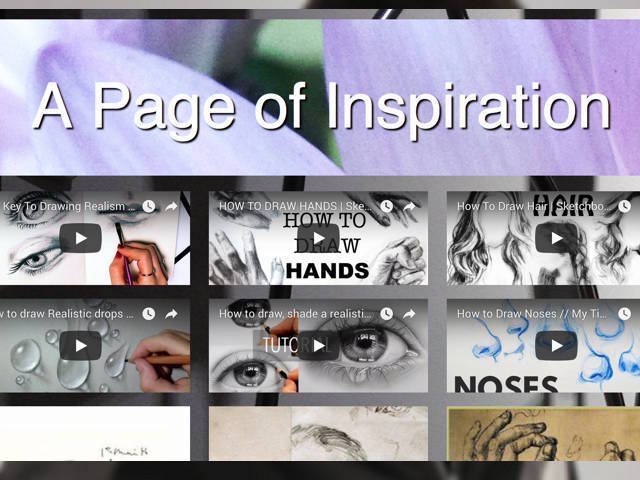 A Page of Inspiration
Key To Drawing Realism ...
HOW TO DRAW HANDS | Ske...
How To Draw Hair | Sketchbo...
HOW TO
DRAW
HANDS
HAIR
w to draw Realistic drops ...
How to draw, shade a realisti...
How to Draw Noses // My Ti...
TUTORIAL
NOSES